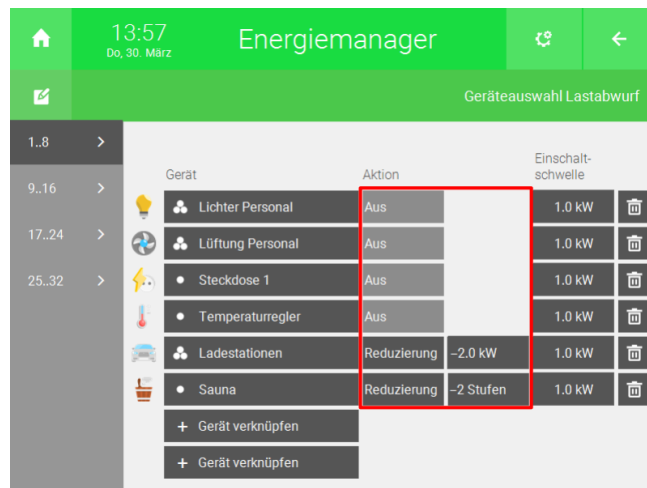 13:57
Do, 30. März
Energiemanager
Geräteauswahl Lastabwurf
1..8
9..16
17..24
25..32
Gerät
Aktion
Einschalt-
schwelle
Lichter Personal Aus 1.0 kW
Lüftung Personal Aus 1.0 kW
Steckdose 1 Aus 1.0 kW
Temperaturregler Aus 1.0 kW
Ladestationen Reduzierung −2.0 kW 1.0 kW
Sauna Reduzierung −2 Stufen 1.0 kW
+ Gerät verknüpfen
+ Gerät verknüpfen